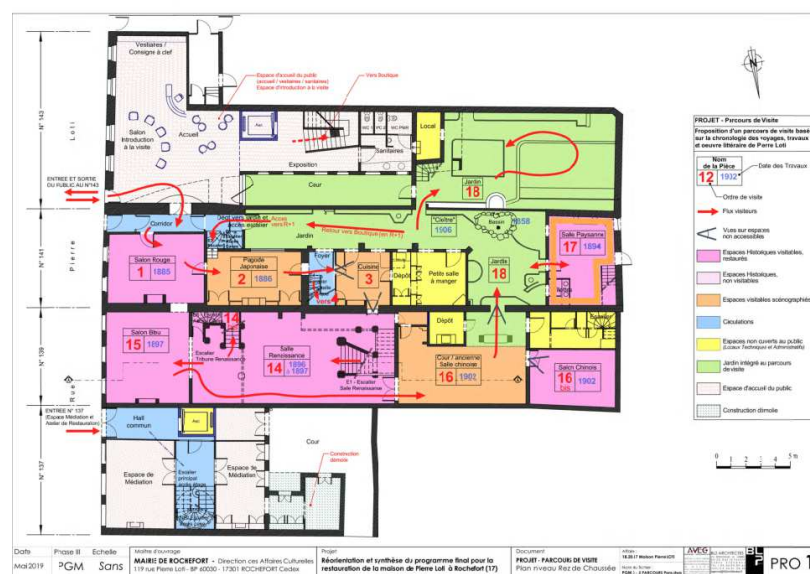 Vestiaires /
Consigne à clef
Espace d'accueil du public
(accueil / vestiaires / sanitaires)
Espace d'introduction à la visite
Vers Boutique
N° 143
Loti
Salon
Introduction
à la visite
Accueil
Asc
Exposition
Sanitaires
Local
Jardin
18
ENTREE ET SORTIE
DU PUBLIC AU N°143
Cour
Corridor
Accès
vers R+1
Retour vers Boutique (en R+1)
Jardin
"Cloître"
1506
Bassin
1858
Salle Paysanne
17 1894
N° 141
Pierre
Salon Rouge
1 1885
Pagode
Japonaise
2 1886
Foyer
Cuisine
3
Dépôt
Petite salle
à manger
Jardin
18
N° 139
Salon Bleu
15 1897
14
Escalier
Tribune Renaissance
Salle
Renaissance
14 1896
à 1897
E1 - Escalier
Salle Renaissance
Dépôt
Cour / ancienne
Salle chinoise
16 1902
Salon Chinois
16 1902
bis
Rue
ENTREE N° 137
(Espace Médiation et
Atelier de Restauration)
Hall
commun
Asc
Cour
Construction
démolie
N° 137
Espace de
Médiation
Escalier
principal
Espace de
Médiation
N
PROJET - Parcours de Visite
Proposition d'un parcours de visite basé
sur la chronologie des voyages, travaux
et oeuvre littéraire de Pierre Loti
Nom
de la Pièce
12 1932
Date des Travaux
Ordre de visite
Flux visiteurs
Vues sur espaces
non accessibles
Espaces Historiques visitables,
restaurés
Espaces Historiques,
non visitables
Espaces visitables scénographiés
Circulations
Espaces non ouverts au public
(Locaux Techniques et Administratifs)
Jardin intégré au parcours
de visite
Espace d'accueil du public
Construction démolie
0 1 2 3 4 5 m
Date
Mai 2019
Phase III
PGM
Echelle
Sans
Maître d'ouvrage
MAIRIE DE ROCHEFORT - Direction des Affaires Culturelles
119 rue Pierre Loti - BP 60030 - 17301 ROCHEFORT Cedex
Projet
Réorientation et synthèse du programme final pour la
restauration de la maison de Pierre Loti à Rochefort (17)
Document
PROJET - PARCOURS DE VISITE
Plan niveau Rez de Chaussée
PRO